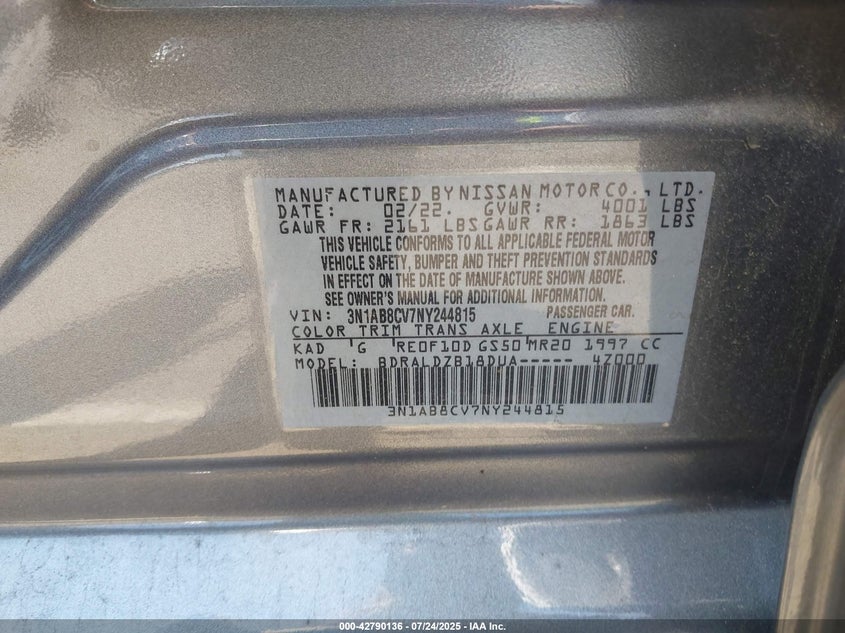 MANUFACTURED BY NISSAN MOTOR CO., LTD.
DATE: 02/22. GVWR: 4001 LBS
GAWR FR: 2161 LBS GAWR RR: 1863 LBS
THIS VEHICLE CONFORMS TO ALL APPLICABLE FEDERAL MOTOR
VEHICLE SAFETY, BUMPER AND THEFT PREVENTION STANDARDS
IN EFFECT ON THE DATE OF MANUFACTURE SHOWN ABOVE.
SEE OWNER'S MANUAL FOR ADDITIONAL INFORMATION.
VIN: 3N1AB8CV7NY244815 PASSENGER CAR.
COLOR TRIM TRANS AXLE ENGINE
KAD G RE0F10D GS50 MR20 1997 CC
MODEL: BDRALDZB18DUA----- 4Z000
3N1AB8CV7NY244815
000-42790136 - 07/24/2025 - IAA Inc.